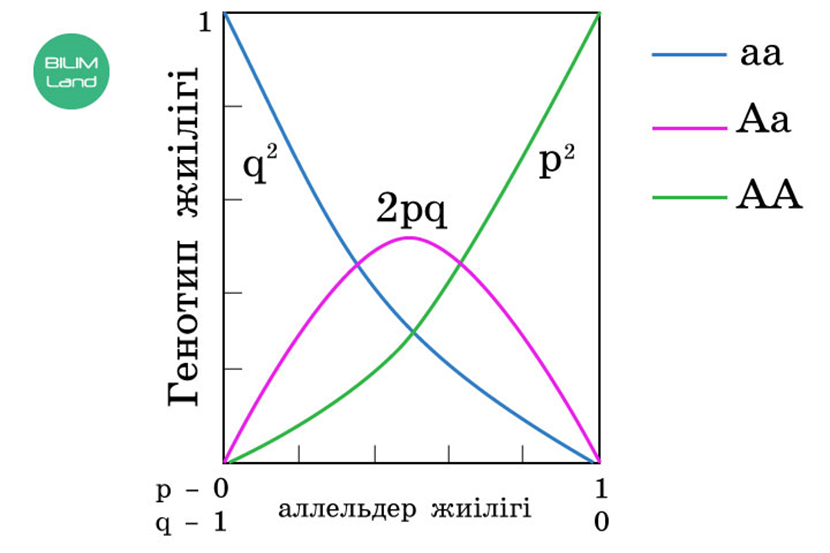 BILIM
Land
1
Генотип жиілігі
q²
2pq
p²
aa
Aa
AA
p – 0
1
аллельдер жиілігі
q – 1
0